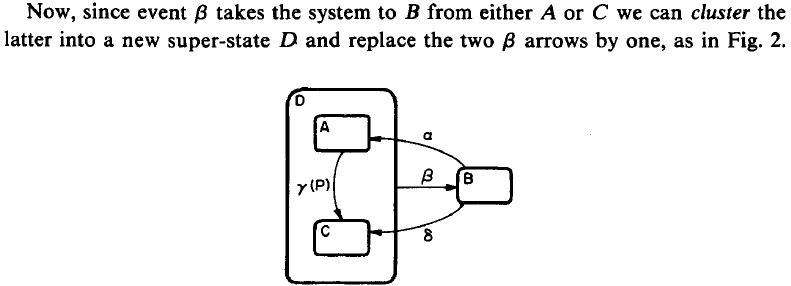 Now, since event β takes the system to B from either A or C we can cluster the
latter into a new super-state D and replace the two β arrows by one, as in Fig. 2.
D
A
α
γ(P)
β
B
C
δ